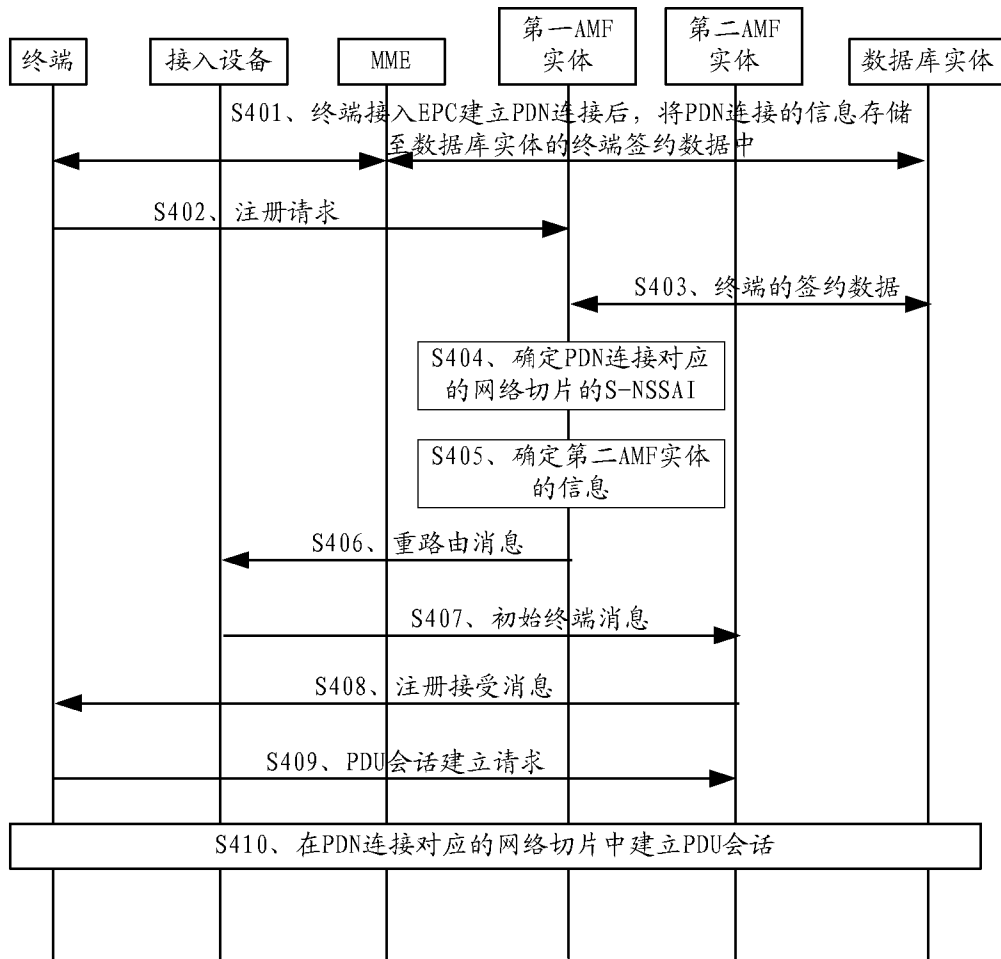 终端
接入设备
MME
第一AMF
实体
第二AMF
实体
数据库实体
S401、终端接入EPC建立PDN连接后，将PDN连接的信息存储
至数据库实体的终端签约数据中
S402、注册请求
S403、终端的签约数据
S404、确定PDN连接对应
的网络切片的S-NSSAI
S405、确定第二AMF实体
的信息
S406、重路由消息
S407、初始终端消息
S408、注册接受消息
S409、PDU会话建立请求
S410、在PDN连接对应的网络切片中建立PDU会话